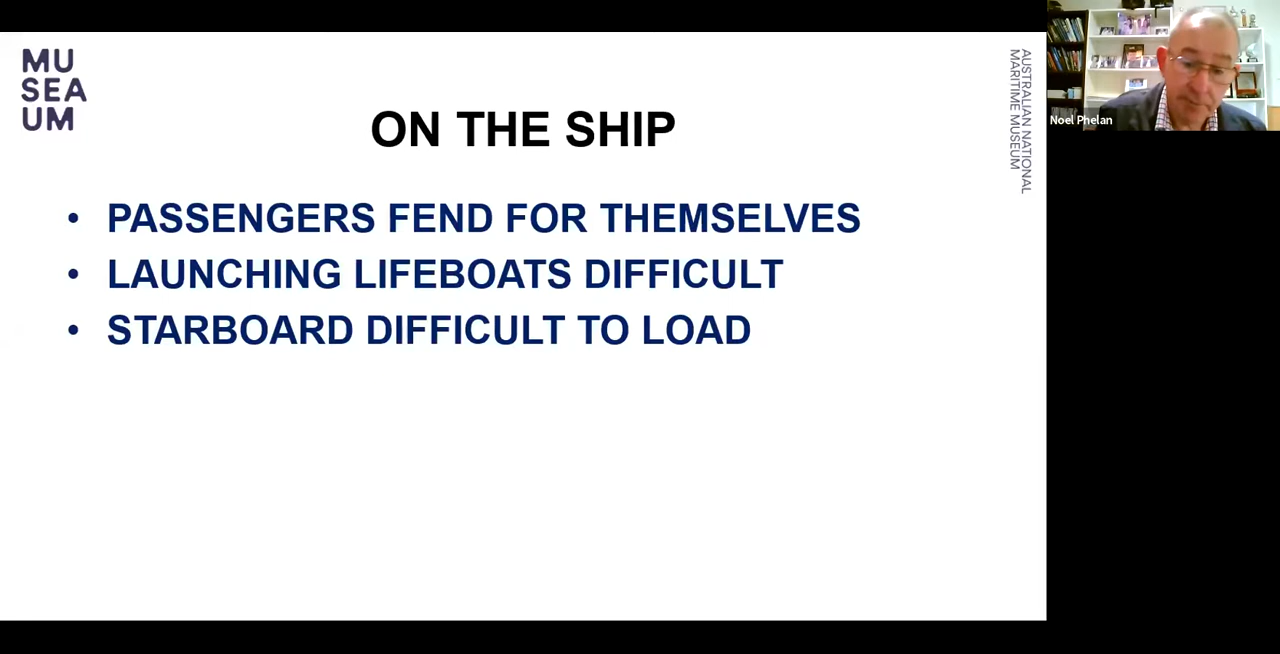 MU
SEA
UM
ON THE SHIP
• PASSENGERS FEND FOR THEMSELVES
• LAUNCHING LIFEBOATS DIFFICULT
• STARBOARD DIFFICULT TO LOAD
AUSTRALIAN NATIONAL
MARITIME MUSEUM
Noel Phelan